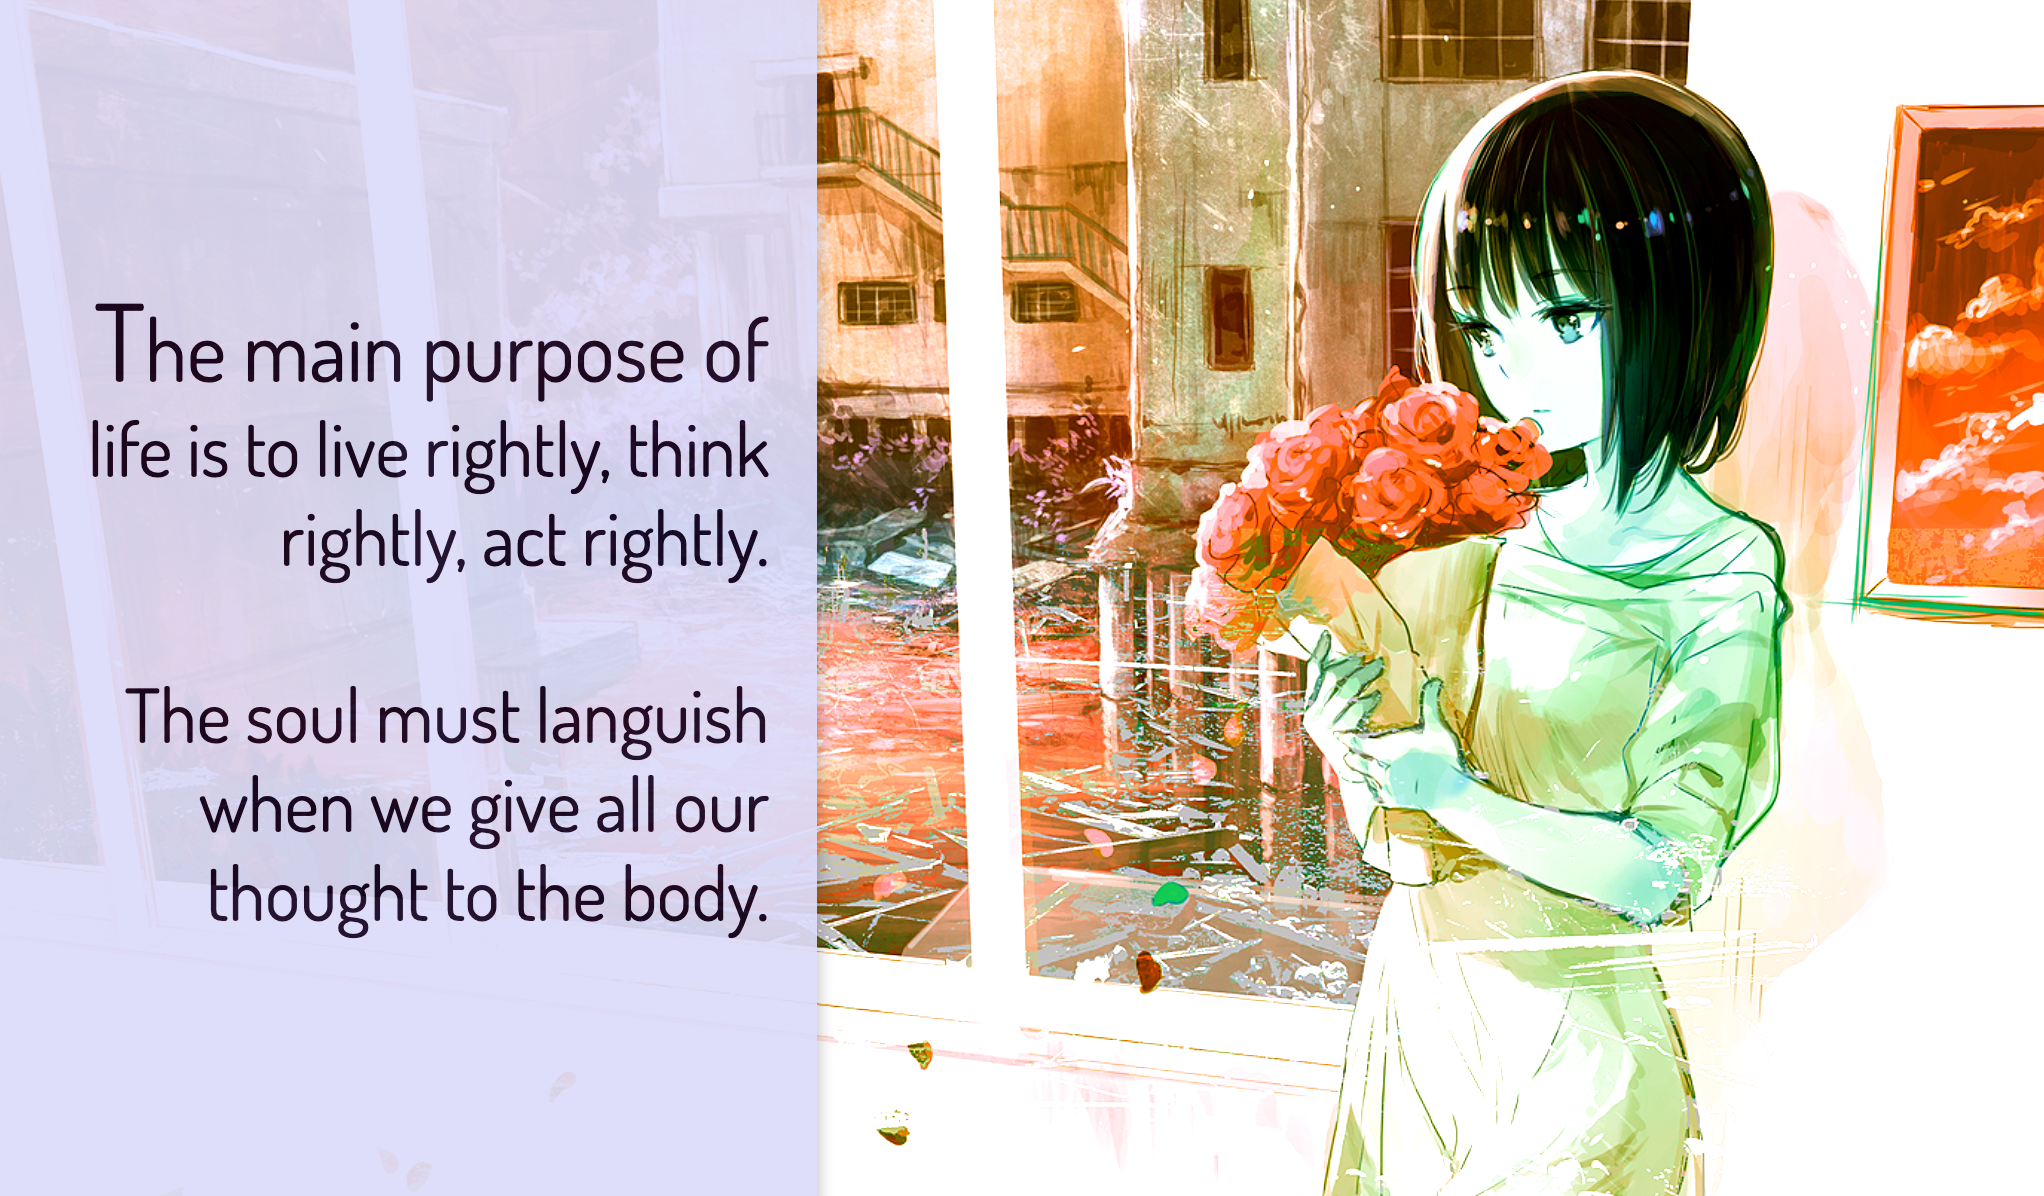 The main purpose of
life is to live rightly, think
rightly, act rightly.
The soul must languish
when we give all our
thought to the body.